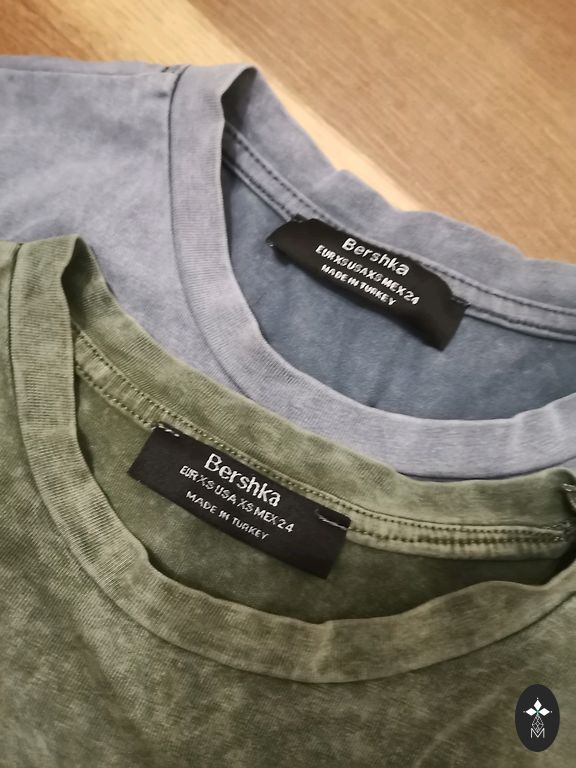 Bershka
EUR XS USA XS MEX 24
MADE IN TURKEY
Bershka
EUR XS USA XS MEX 24
MADE IN TURKEY
M